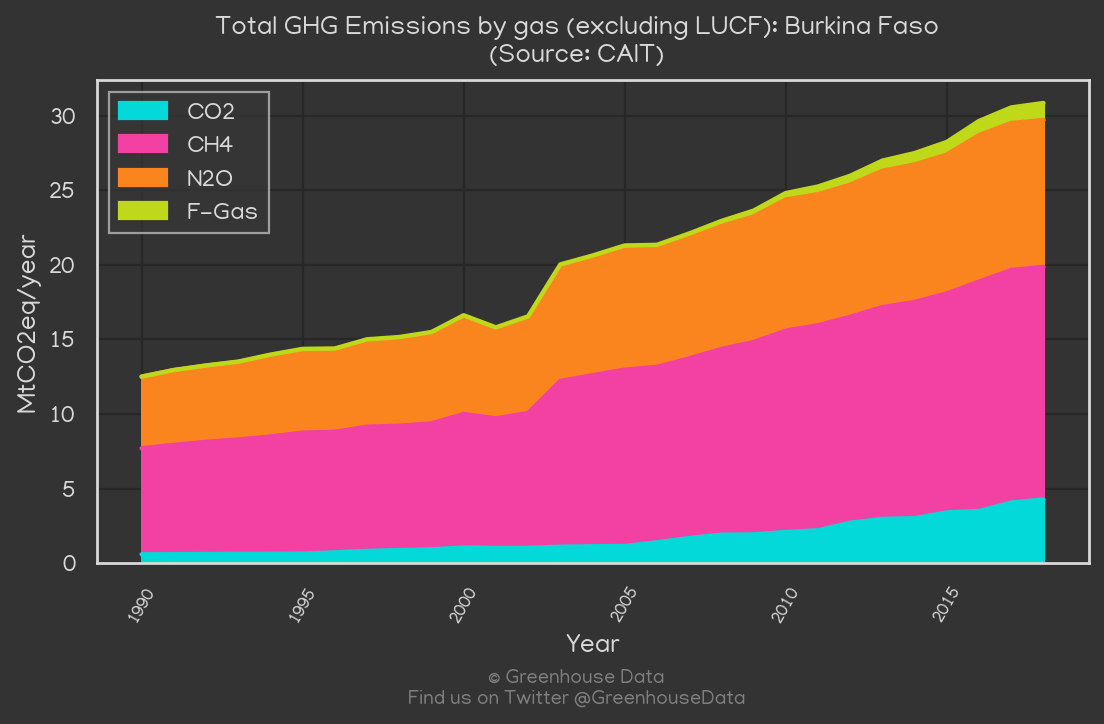 Total GHG Emissions by gas (excluding LUCF): Burkina Faso
(Source: CAIT)
CO2
CH4
N2O
F-Gas
MtCO2eq/year
30
25
20
15
10
5
0
1990
1995
2000
2005
2010
2015
Year
© Greenhouse Data
Find us on Twitter @GreenhouseData